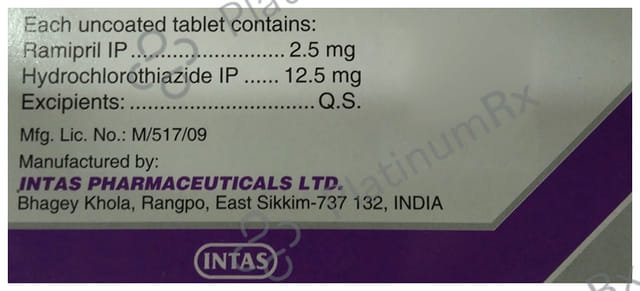 Each uncoated tablet contains:
Ramipril IP.......................... 2.5 mg
Hydrochlorothiazide IP ...... 12.5 mg
Excipients: ............................... Q.S.
Mfg. Lic. No.: M/517/09
Manufactured by:
INTAS PHARMACEUTICALS LTD.
Bhagey Khola, Rangpo, East Sikkim-737 132, INDIA
INTAS
PlatinumRx